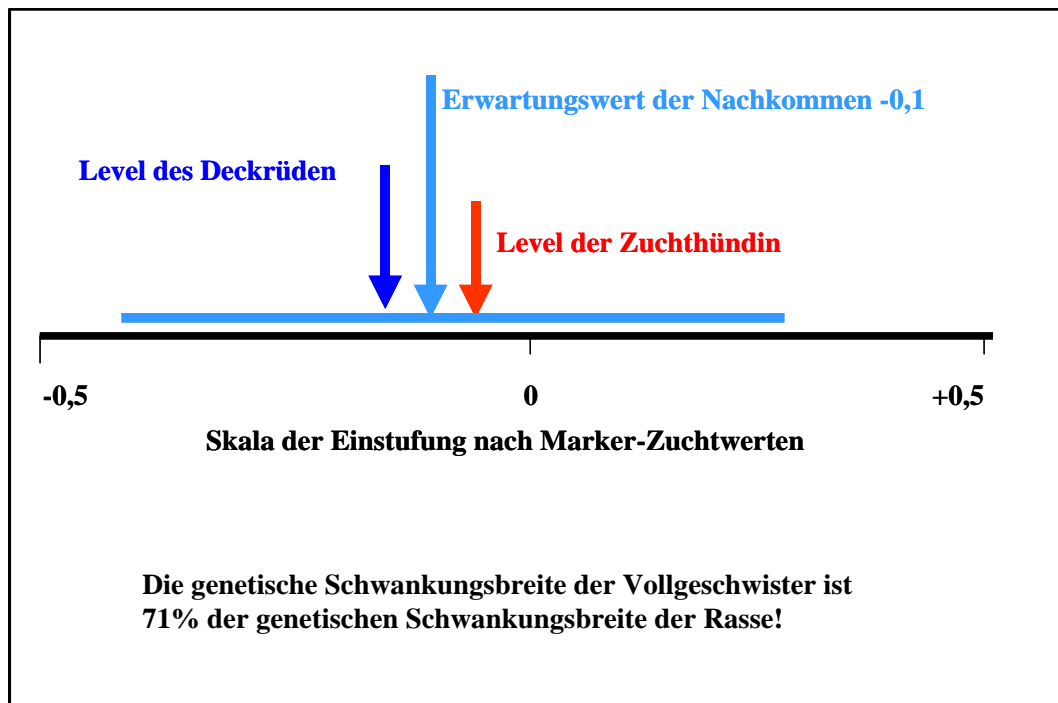 Erwartungswert der Nachkommen -0,1
Level des Deckrüden
Level der Zuchthündin
-0,5 0 +0,5
Skala der Einstufung nach Marker-Zuchtwerten
Die genetische Schwankungsbreite der Vollgeschwister ist
71% der genetischen Schwankungsbreite der Rasse!